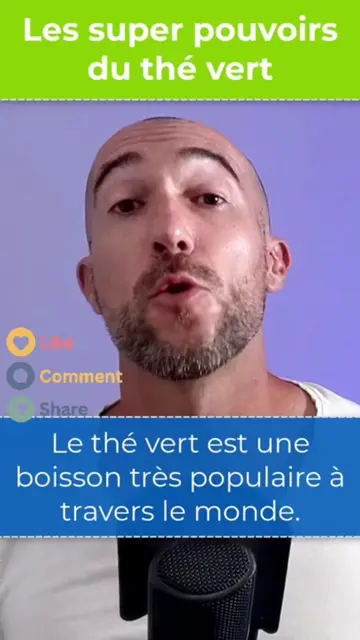 Les super pouvoirs
du thé vert
Like
Comment
Share
Le thé vert est une
boisson très populaire à
travers le monde.